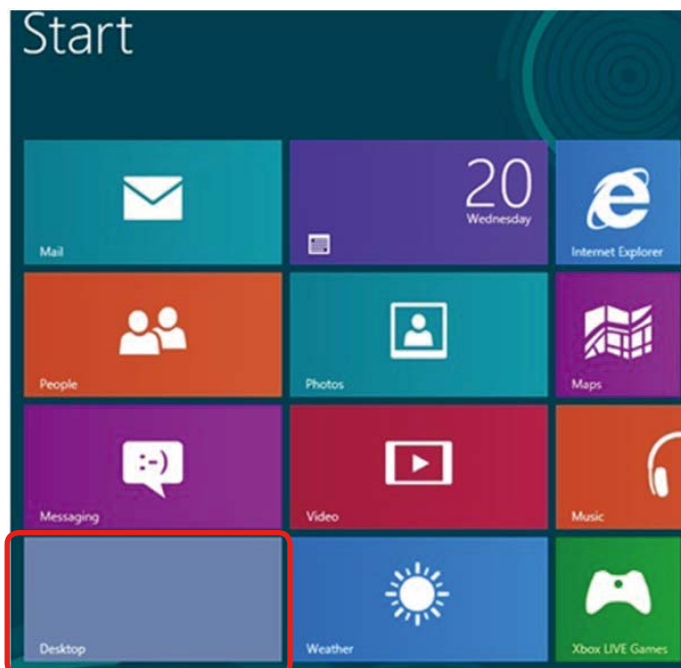 Start
Mail
20
Wednesday
Internet Explorer
People
Photos
Maps
:-)
Messaging
Video
Music
Desktop
Weather
Xbox LIVE Games